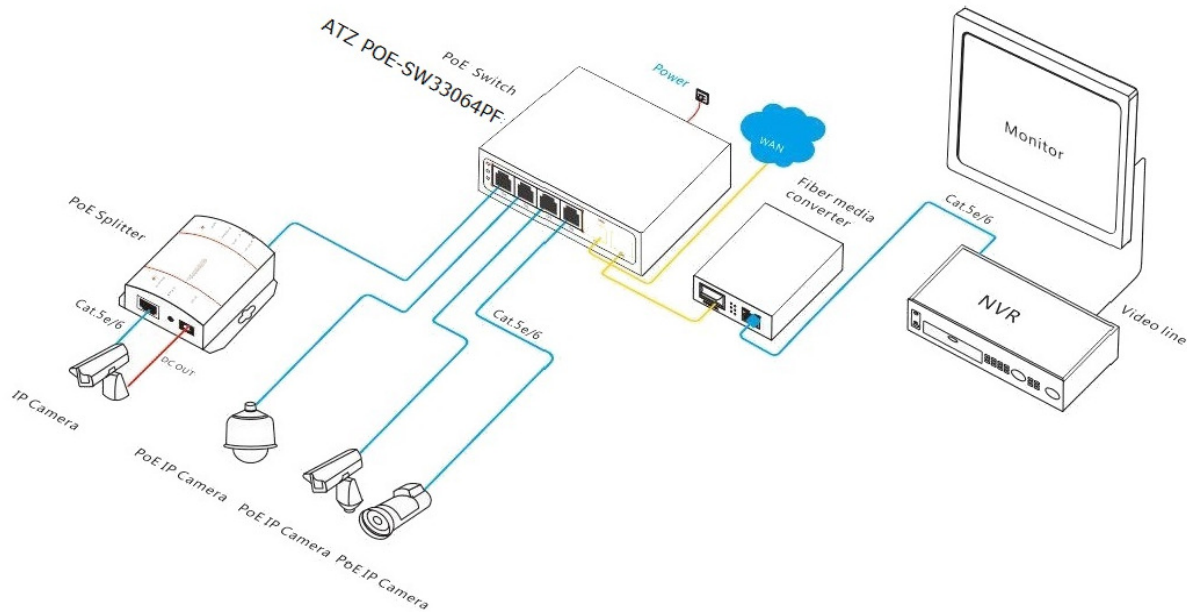 ATZ POE-SW33064PF
PoE Switch
Power
WAN
Monitor
Fiber media
converter
Cat.5e/6
PoE Splitter
NVR
Video line
Cat.5e/6
DC OUT
Cat.5e/6
IP Camera
PoE IP Camera
PoE IP Camera
PoE IP Camera